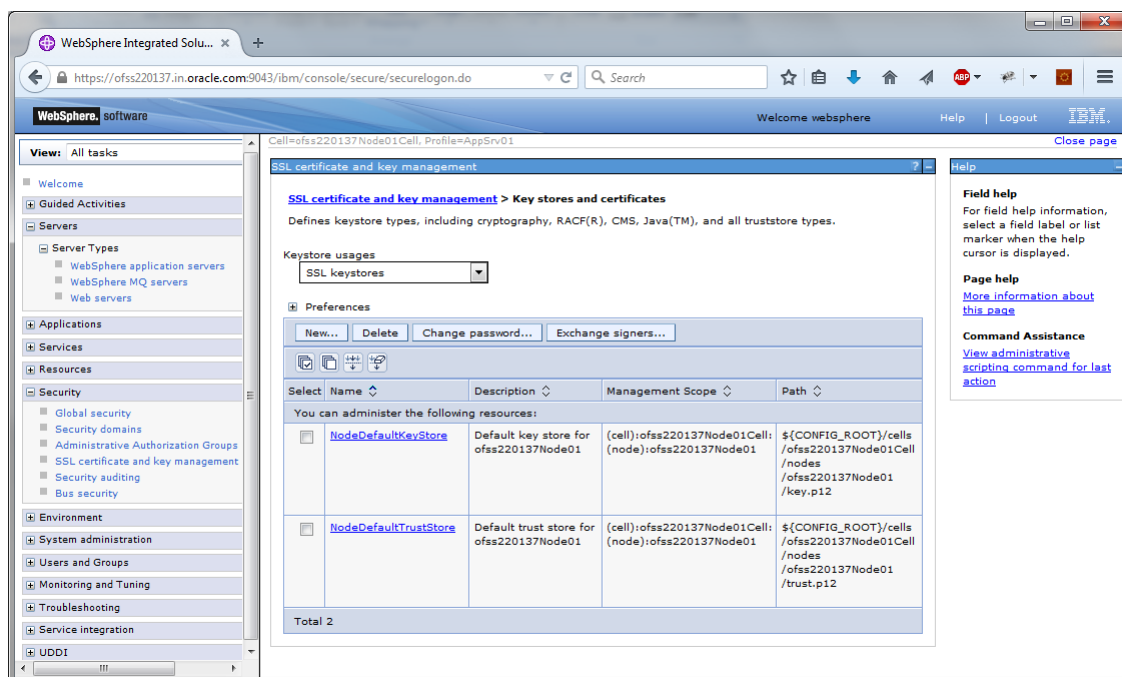 WebSphere Integrated Solu... ×
https://ofss220137.in.oracle.com:9043/ibm/console/secure/securelogon.do
Search
ABP
WebSphere. software
Welcome websphere
Help | Logout
IBM.
View: All tasks
Welcome
Guided Activities
Servers
Server Types
WebSphere application servers
WebSphere MQ servers
Web servers
Applications
Services
Resources
Security
Global security
Security domains
Administrative Authorization Groups
SSL certificate and key management
Security auditing
Bus security
Environment
System administration
Users and Groups
Monitoring and Tuning
Troubleshooting
Service integration
UDDI
Cell=ofss220137Node01Cell, Profile=AppSrv01
Close page
SSL certificate and key management ? -
SSL certificate and key management > Key stores and certificates
Defines keystore types, including cryptography, RACF(R), CMS, Java(TM), and all truststore types.
Keystore usages
SSL keystores
Preferences
New... Delete Change password... Exchange signers...
Select Name Description Management Scope Path
You can administer the following resources:
NodeDefaultKeyStore Default key store for (cell):ofss220137Node01Cell: ${CONFIG_ROOT}/cells
ofss220137Node01 (node):ofss220137Node01 /ofss220137Node01Cell
/nodes
/ofss220137Node01
/key.p12
NodeDefaultTrustStore Default trust store for (cell):ofss220137Node01Cell: ${CONFIG_ROOT}/cells
ofss220137Node01 (node):ofss220137Node01 /ofss220137Node01Cell
/nodes
/ofss220137Node01
/trust.p12
Total 2
Help
Field help
For field help information,
select a field label or list
marker when the help
cursor is displayed.
Page help
More information about
this page
Command Assistance
View administrative
scripting command for last
action